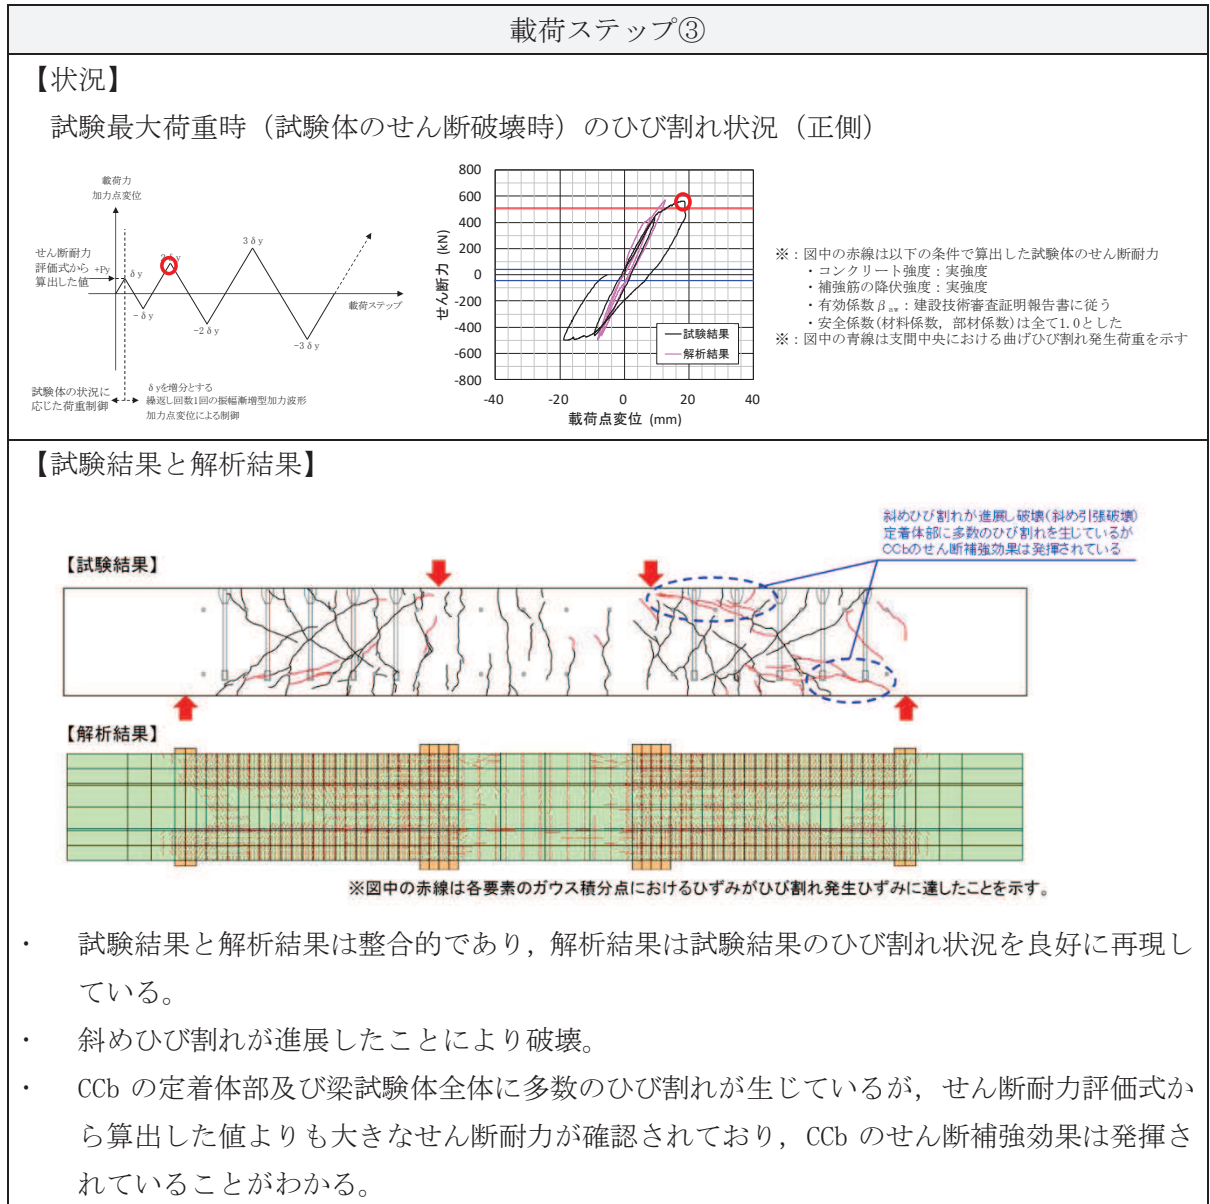 載荷ステップ③
【状況】
試験最大荷重時（試験体のせん断破壊時）のひび割れ状況（正側）
載荷力
加力点変位
せん断耐力
評価式から
算出した値
+Py
δy
-δy
-2δy
3δy
-3δy
載荷ステップ
試験体の状況に
応じた荷重制御
δyを増分とする
繰返し回数1回の振幅漸増型加力波形
加力点変位による制御
800
600
400
200
0
-200
-400
-600
-800
せん断力 (kN)
試験結果
解析結果
-40 -20 0 20 40
載荷点変位 (mm)
※：図中の赤線は以下の条件で算出した試験体のせん断耐力
・コンクリート強度：実強度
・補強筋の降伏強度：実強度
・有効係数βaw：建設技術審査証明報告書に従う
・安全係数(材料係数, 部材係数)は全て1.0とした
※：図中の青線は支間中央における曲げひび割れ発生荷重を示す
【試験結果と解析結果】
斜めひび割れが進展し破壊(斜め引張破壊)
定着体部に多数のひび割れを生じているが
CCbのせん断補強効果は発揮されている
【試験結果】
【解析結果】
※図中の赤線は各要素のガウス積分点におけるひずみがひび割れ発生ひずみに達したことを示す。
・ 試験結果と解析結果は整合的であり，解析結果は試験結果のひび割れ状況を良好に再現し
ている。
・ 斜めひび割れが進展したことにより破壊。
・ CCb の定着体部及び梁試験体全体に多数のひび割れが生じているが，せん断耐力評価式か
ら算出した値よりも大きなせん断耐力が確認されており，CCb のせん断補強効果は発揮さ
れていることがわかる。